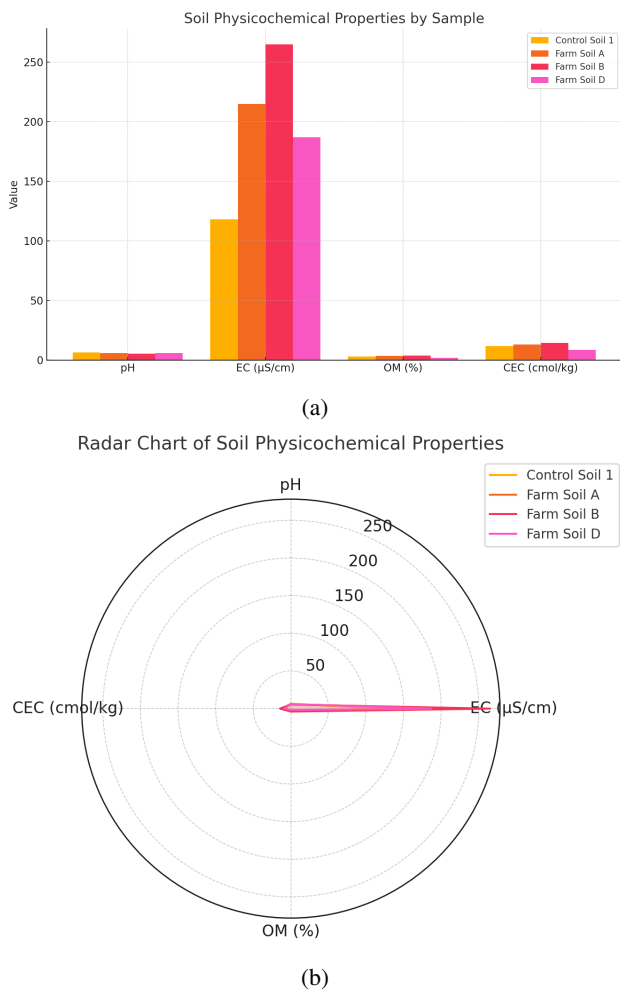 Soil Physicochemical Properties by Sample
Control Soil 1
Farm Soil A
Farm Soil B
Farm Soil D
Value
250
200
150
100
50
0
pH
EC (μS/cm)
OM (%)
CEC (cmol/kg)
(a)
Radar Chart of Soil Physicochemical Properties
Control Soil 1
Farm Soil A
Farm Soil B
Farm Soil D
pH
250
200
150
100
50
CEC (cmol/kg)
EC (μS/cm)
OM (%)
(b)